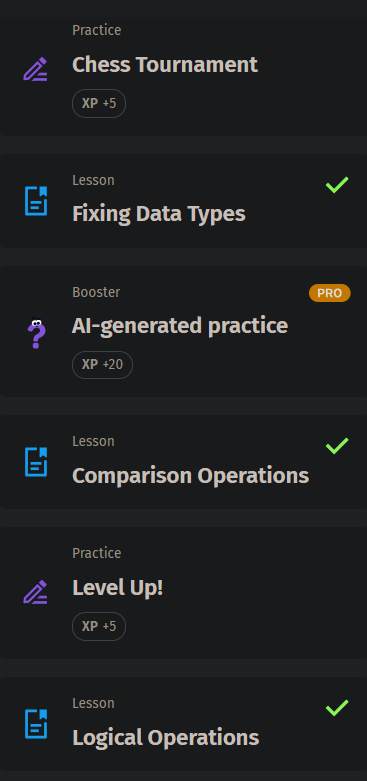 Practice
Chess Tournament
XP +5
Lesson
Fixing Data Types
Booster
PRO
AI-generated practice
XP +20
Lesson
Comparison Operations
Practice
Level Up!
XP +5
Lesson
Logical Operations